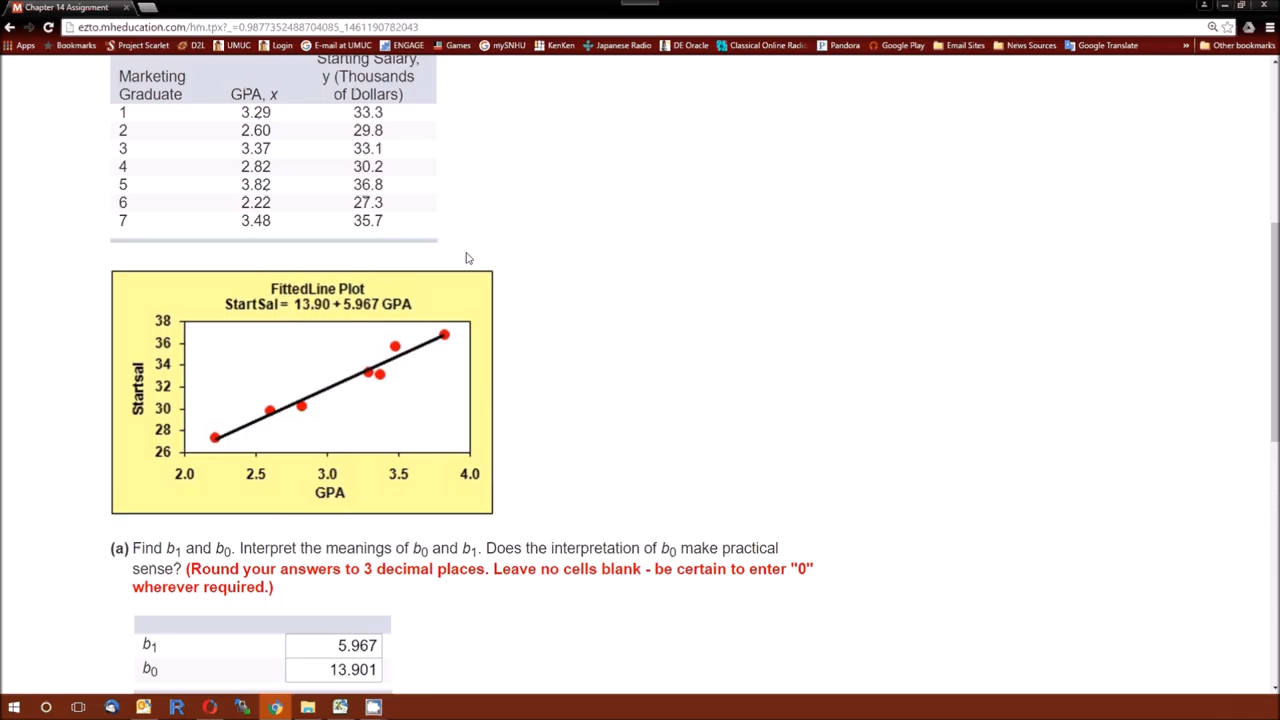 Chapter 14 Assignment
ezto.mheducation.com/hm.tpx?_=0.9877352488704085_1461190782043
Apps Bookmarks Script Project Scarlet D2L UMUC Login E-mail at UMUC ENGAGE Games mySNHU KenKen Japanese Radio DE Oracle Classical Online Radio Pandora Google Play Email Sites News Sources Google Translate » Other bookmarks
Starting Salary,
Marketing y (Thousands
Graduate GPA, x of Dollars)
1 3.29 33.3
2 2.60 29.8
3 3.37 33.1
4 2.82 30.2
5 3.82 36.8
6 2.22 27.3
7 3.48 35.7
FittedLine Plot
StartSal = 13.90 + 5.967 GPA
38
36
34
32
30
28
26
Startsal
2.0 2.5 3.0 3.5 4.0
GPA
(a) Find b1 and b0. Interpret the meanings of b0 and b1. Does the interpretation of b0 make practical
sense? (Round your answers to 3 decimal places. Leave no cells blank - be certain to enter "0"
wherever required.)
b1 5.967
b0 13.901